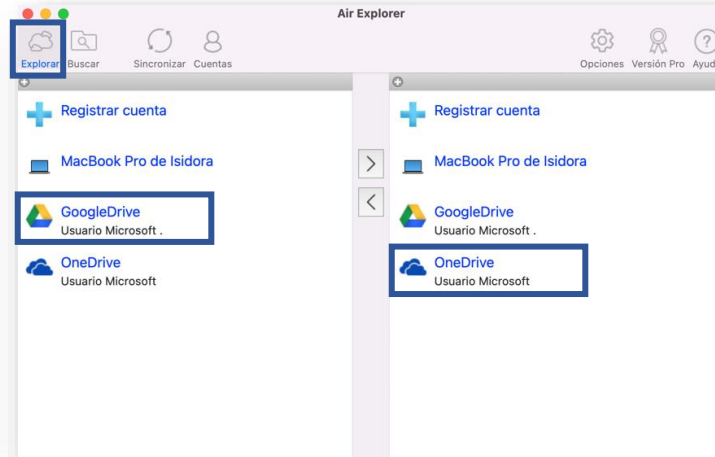 Air Explorer
Explorar Buscar Sincronizar Cuentas Opciones Versión Pro
Registrar cuenta
MacBook Pro de Isidora
GoogleDrive
Usuario Microsoft .
OneDrive
Usuario Microsoft
Registrar cuenta
MacBook Pro de Isidora
GoogleDrive
Usuario Microsoft .
OneDrive
Usuario Microsoft